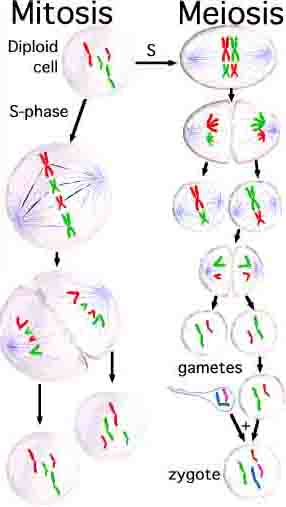 Mitosis
Meiosis
Diploid
cell
S
S-phase
gametes
+
zygote